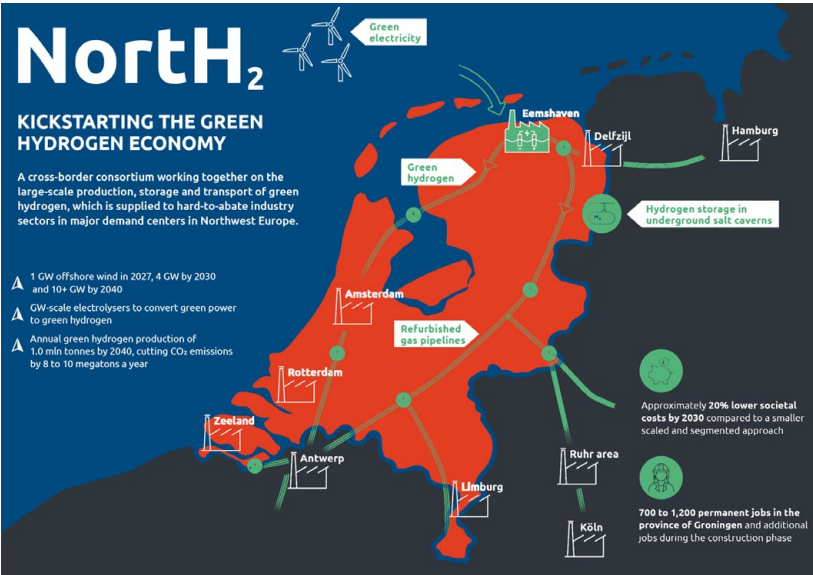 NortH2
Green
electricity
KICKSTARTING THE GREEN
HYDROGEN ECONOMY
A cross-border consortium working together on the
large-scale production, storage and transport of green
hydrogen, which is supplied to hard-to-abate industry
sectors in major demand centers in Northwest Europe.
1 GW offshore wind in 2027, 4 GW by 2030
and 10+ GW by 2040
GW-scale electrolysers to convert green power
to green hydrogen
Annual green hydrogen production of
1.0 mln tonnes by 2040, cutting CO₂ emissions
by 8 to 10 megatons a year
Eemshaven
Delfzijl
Hamburg
Green
hydrogen
H₂
Hydrogen storage in
underground salt caverns
Amsterdam
Refurbished
gas pipelines
Rotterdam
Zeeland
Antwerp
Limburg
Ruhr area
Köln
€
Approximately 20% lower societal
costs by 2030 compared to a smaller
scaled and segmented approach
700 to 1,200 permanent jobs in the
province of Groningen and additional
jobs during the construction phase